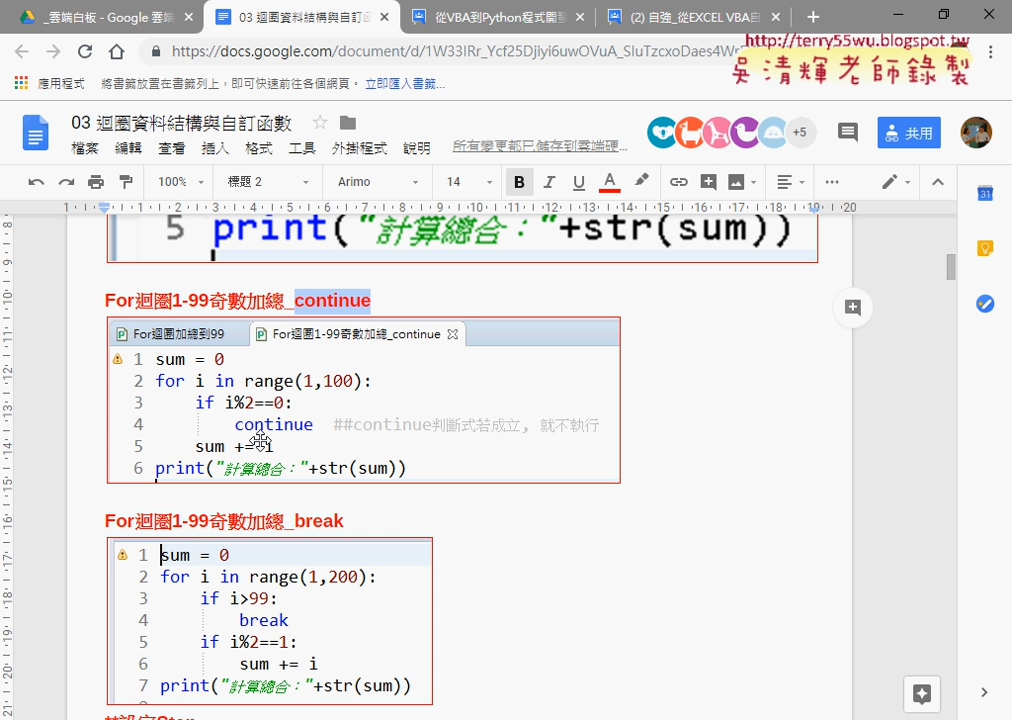 _雲端白板 - Google 雲端
03 迴圈資料結構與自訂
從VBA到Python程式開
(2) 自強_從EXCEL VBA自
https://docs.google.com/document/d/1W33IRr_Ycf25Djiyi6uwOVuA_SluTzcxoDaes4W
http://terry55wu.blogspot.tw
吳清輝老師錄製
應用程式
將書籤放置在書籤列上，即可快速前往各個網頁。
立即匯入書籤...
03 迴圈資料結構與自訂函數
檔案 編輯 查看 插入 格式 工具 外掛程式 說明
所有變更都已儲存到雲端硬...
+5
共用
100%
標題 2
Arimo
14
B I U A
31
5 print("計算總合："+str(sum))
For迴圈1-99奇數加總_continue
For迴圈加總到99
For迴圈1-99奇數加總_continue
1 sum = 0
2 for i in range(1,100):
3 if i%2==0:
4 continue ##continue判斷式若成立, 就不執行
5 sum += i
6 print("計算總合："+str(sum))
For迴圈1-99奇數加總_break
1 sum = 0
2 for i in range(1,200):
3 if i>99:
4 break
5 if i%2==1:
6 sum += i
7 print("計算總合："+str(sum))